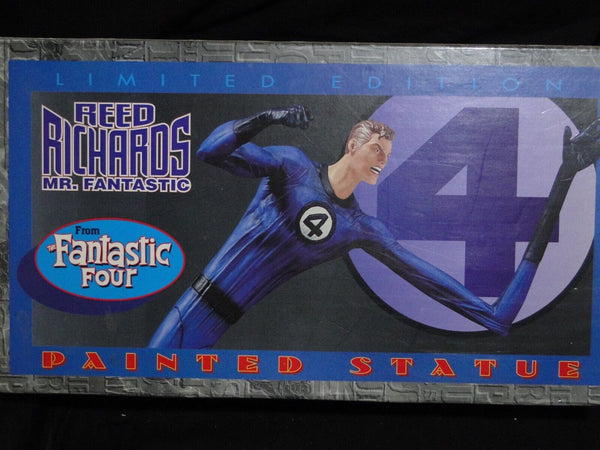 LIMITED EDITION
REED
RICHARDS
MR. FANTASTIC
From
THE Fantastic
FOUR
4
4
PAINTED STATUE